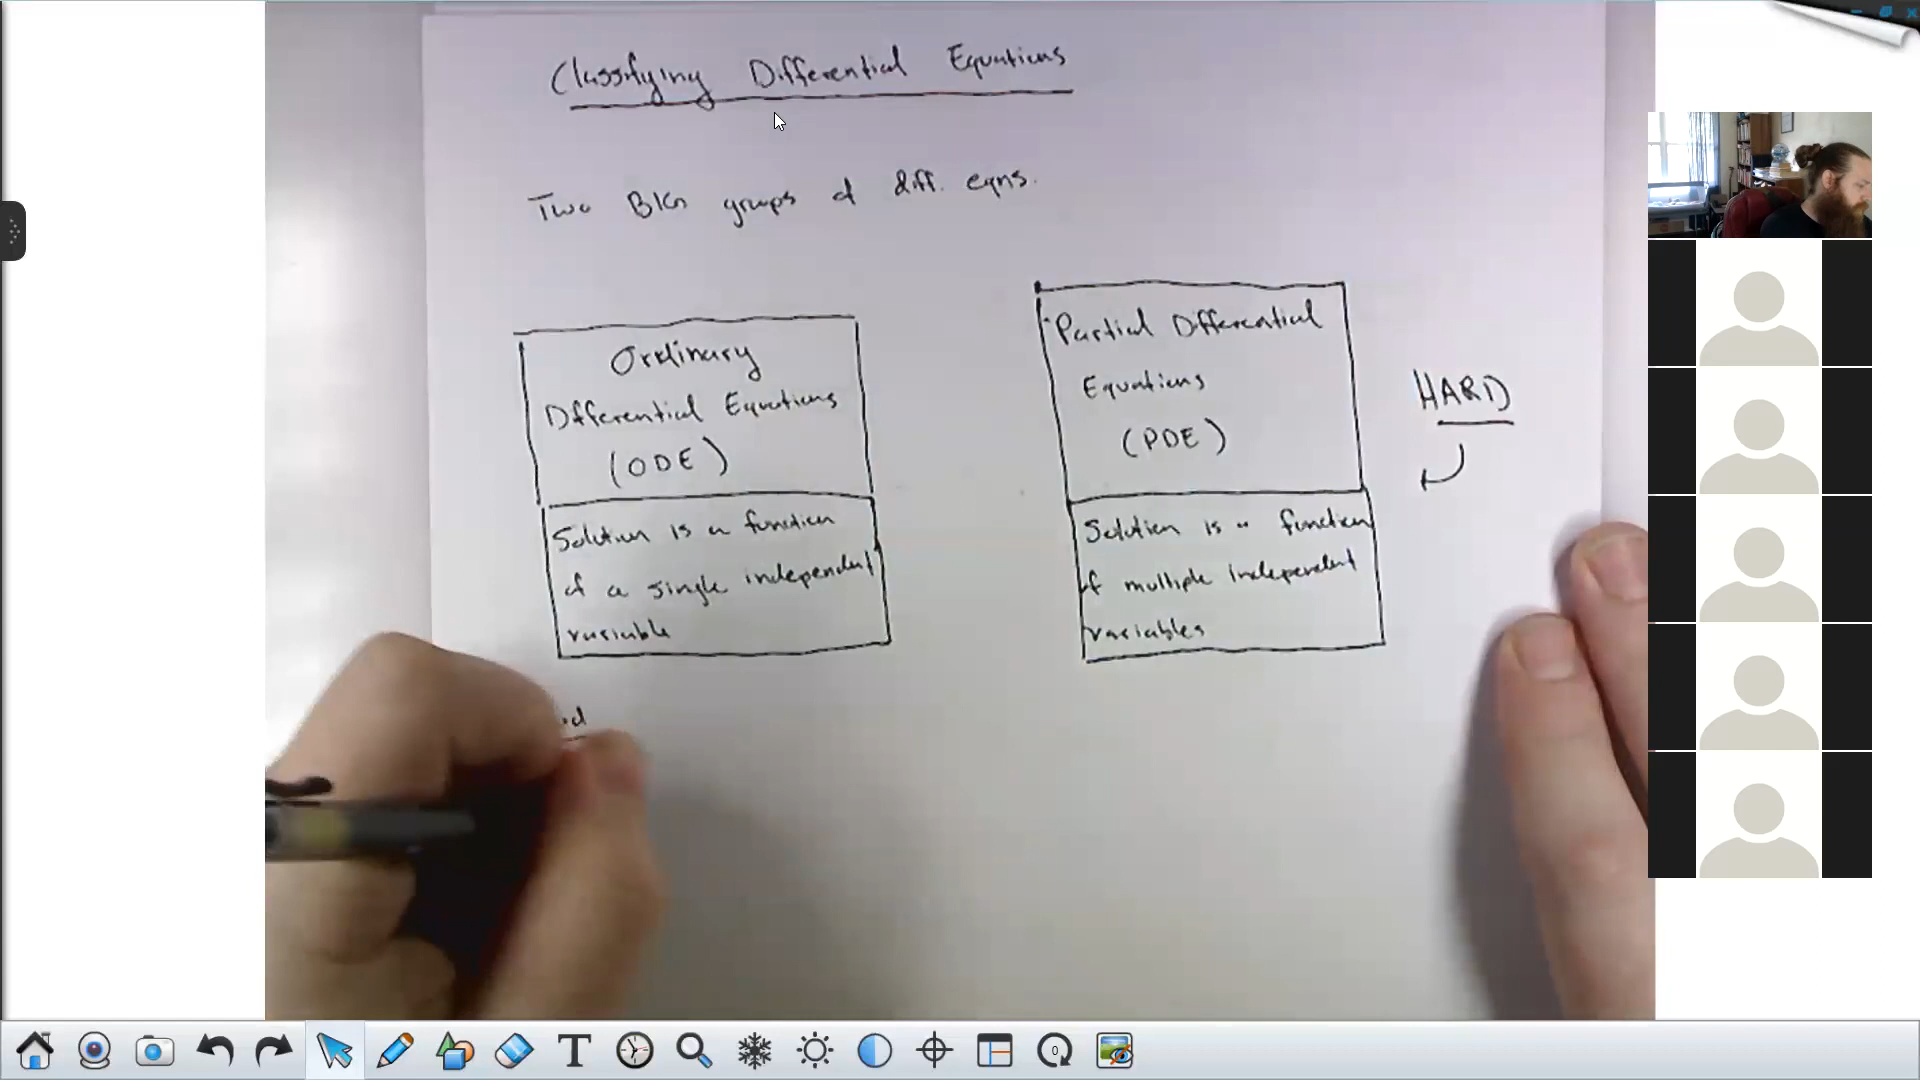 Classifying Differential Equations
Two BIG groups of diff. eqns.
Ordinary
Differential Equations
(ODE)
Solution is a function
of a single independent
variable
Partial Differential
Equations
(PDE)
Solution is a function
of multiple independent
variables
HARD
T
0